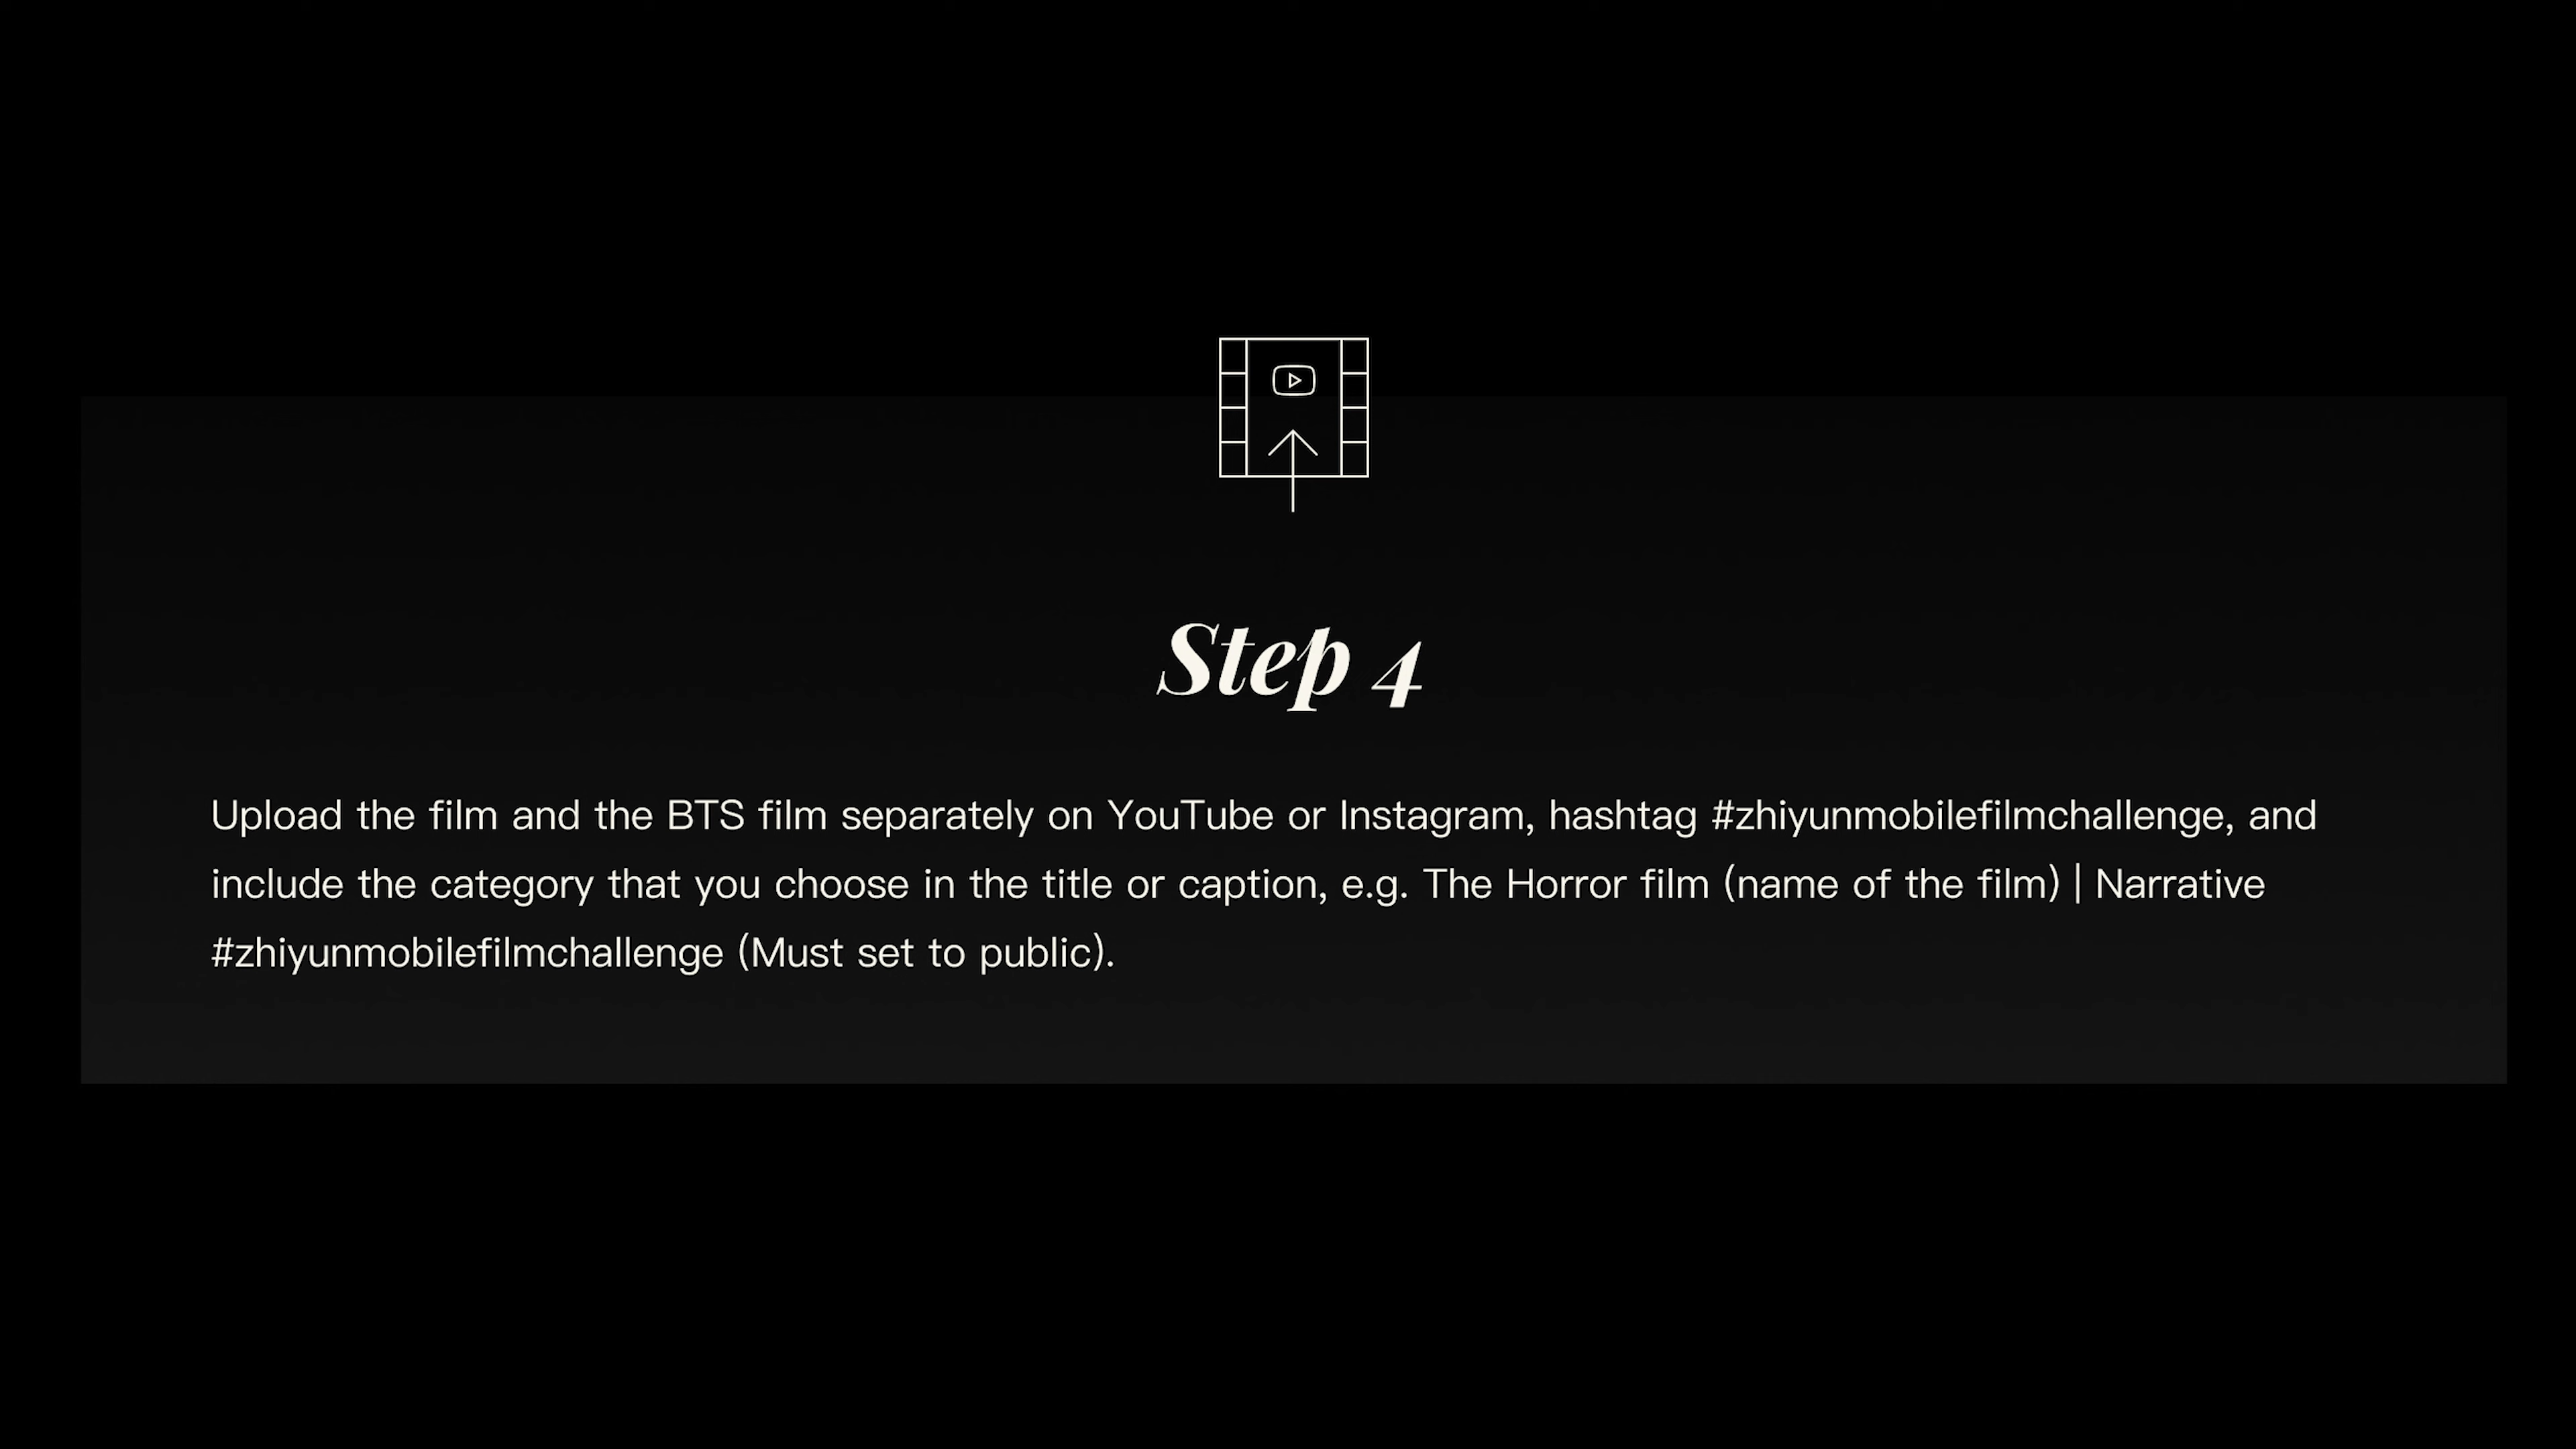 Step 4
Upload the film and the BTS film separately on YouTube or Instagram, hashtag #zhiyunmobilefilmchallenge, and
include the category that you choose in the title or caption, e.g. The Horror film (name of the film) | Narrative
#zhiyunmobilefilmchallenge (Must set to public).